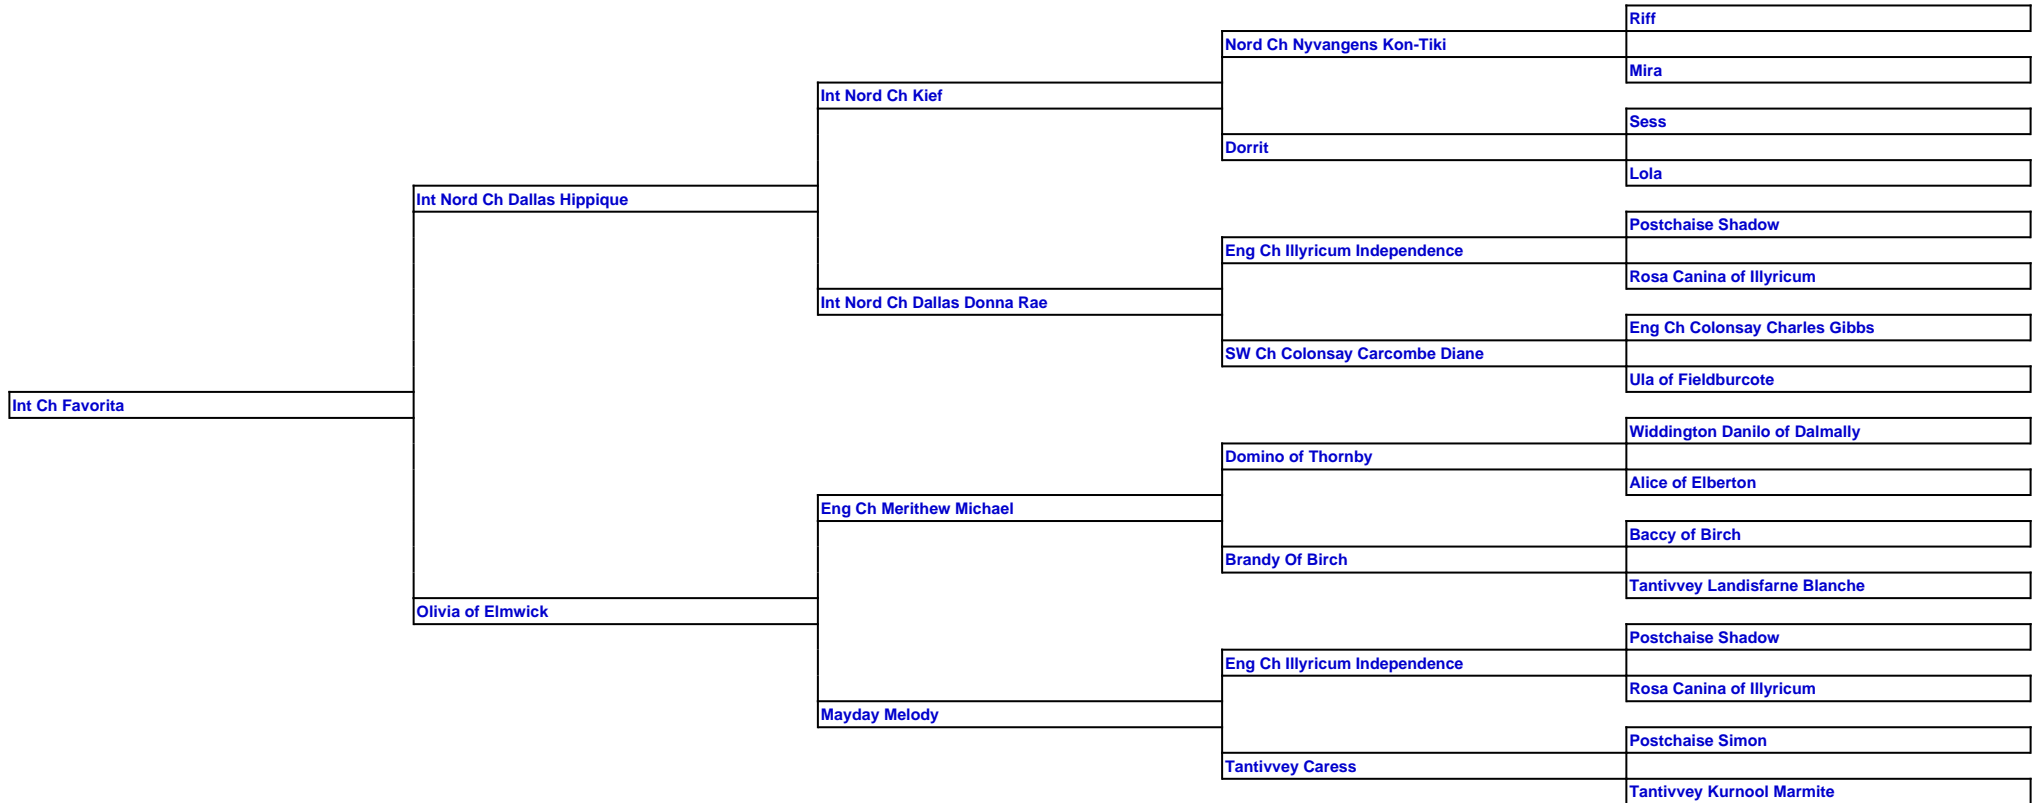 Riff
Nord Ch Nyvangens Kon-Tiki
Mira
Int Nord Ch Kief
Sess
Dorrit
Lola
Int Nord Ch Dallas Hippique
Postchaise Shadow
Eng Ch Illyricum Independence
Rosa Canina of Illyricum
Int Nord Ch Dallas Donna Rae
Eng Ch Colonsay Charles Gibbs
SW Ch Colonsay Carcombe Diane
Ula of Fieldburcote
Int Ch Favorita
Widdington Danilo of Dalmally
Domino of Thornby
Alice of Elberton
Eng Ch Merithew Michael
Baccy of Birch
Brandy Of Birch
Tantivvey Landisfarne Blanche
Olivia of Elmwick
Postchaise Shadow
Eng Ch Illyricum Independence
Rosa Canina of Illyricum
Mayday Melody
Postchaise Simon
Tantivvey Caress
Tantivvey Kurnool Marmite